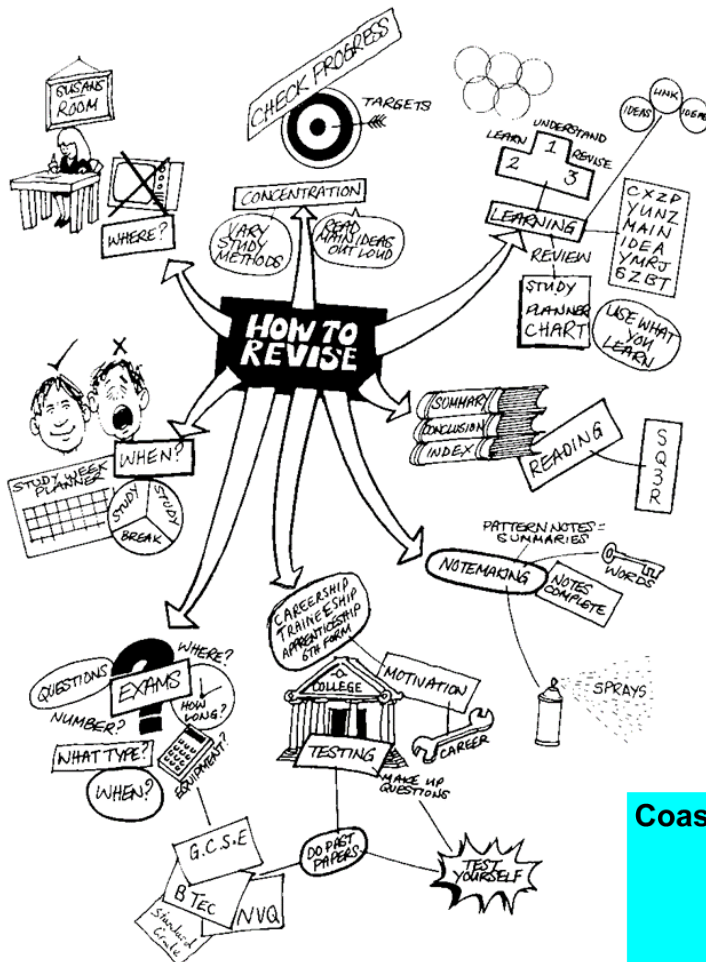 SUSANS
ROOM
WHERE?
CHECK PROGRESS
TARGETS
CONCENTRATION
VARY
STUDY
METHODS
READ
MAIN IDEAS
OUT LOUD
IDEAS
LINK
IDEAS
LEARN
UNDERSTAND
REVISE
2
1
3
LEARNING
CXZP
YUNZ
MAIN
IDEA
YMRJ
GZBT
REVIEW
STUDY
PLANNER
CHART
USE WHAT
YOU
LEARN
HOW TO
REVISE
SUMMARY
CONCLUSION
INDEX
READING
S
Q
3
R
WHEN?
STUDY WEEK
PLANNER
STUDY
STUDY
BREAK
PATTERN NOTES =
SUMMARIES
NOTEMAKING
WORDS
NOTES
COMPLETE
SPRAYS
CAREERSHIP
TRAINEESHIP
APPRENTICESHIP
6TH FORM
MOTIVATION
CAREER
COLLEGE
TESTING
MAKE UP
QUESTIONS
DO PAST
PAPERS
TEST
YOURSELF
QUESTIONS
EXAMS
WHERE?
HOW
LONG?
NUMBER?
WHAT TYPE?
EQUIPMENT?
WHEN?
G.C.S.E
B TEC
NVQ
Standard
Grade
Coas